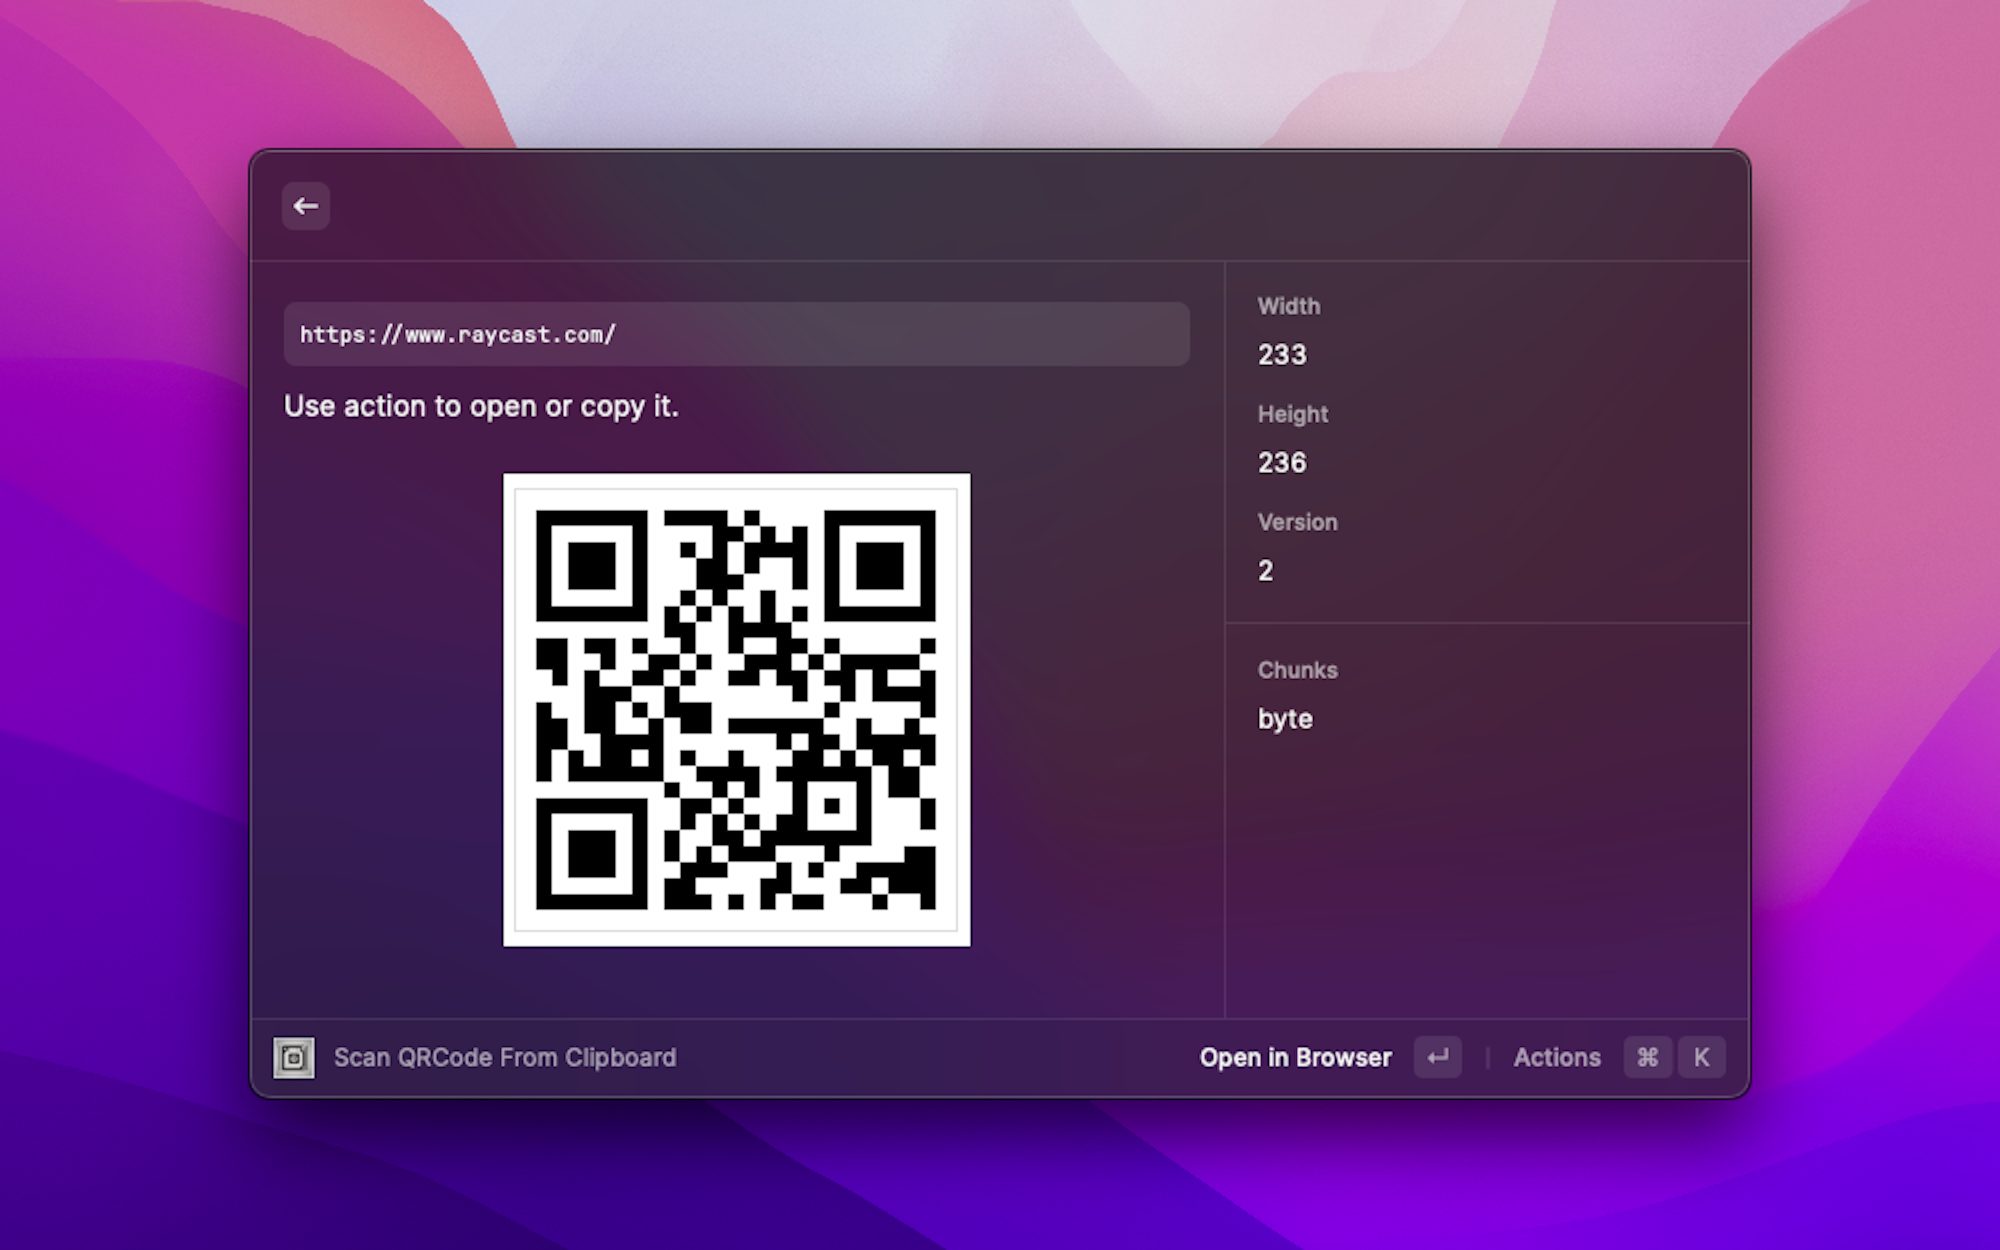 https://www.raycast.com/
Use action to open or copy it.
Width
233
Height
236
Version
2
Chunks
byte
Scan QRCode From Clipboard
Open in Browser ↵ | Actions ⌘ K